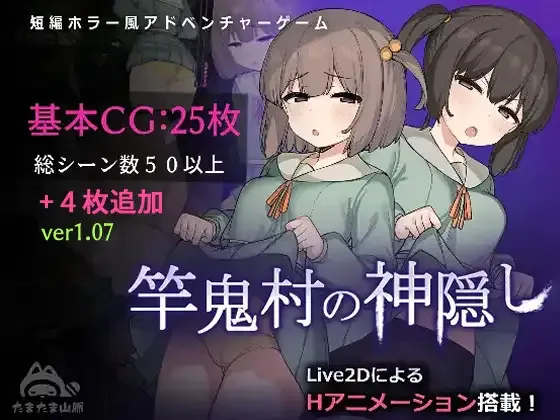 短編ホラー風アドベンチャーゲーム
基本CG:25枚
総シーン数50以上
+4枚追加
ver1.07
竿鬼村の神隠し
Live2Dによる
Hアニメーション搭載！
たまたま山脈